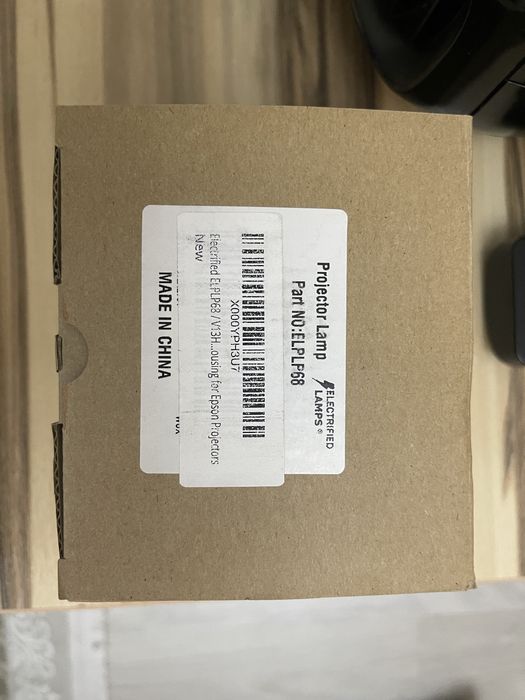 Projector Lamp
Part NO:ELPLP68
ELECTRIFIED
LAMPS®
X000YPH3U7
Electrified ELPLP68 / V13H...ousing for Epson Projectors
New
MADE IN CHINA